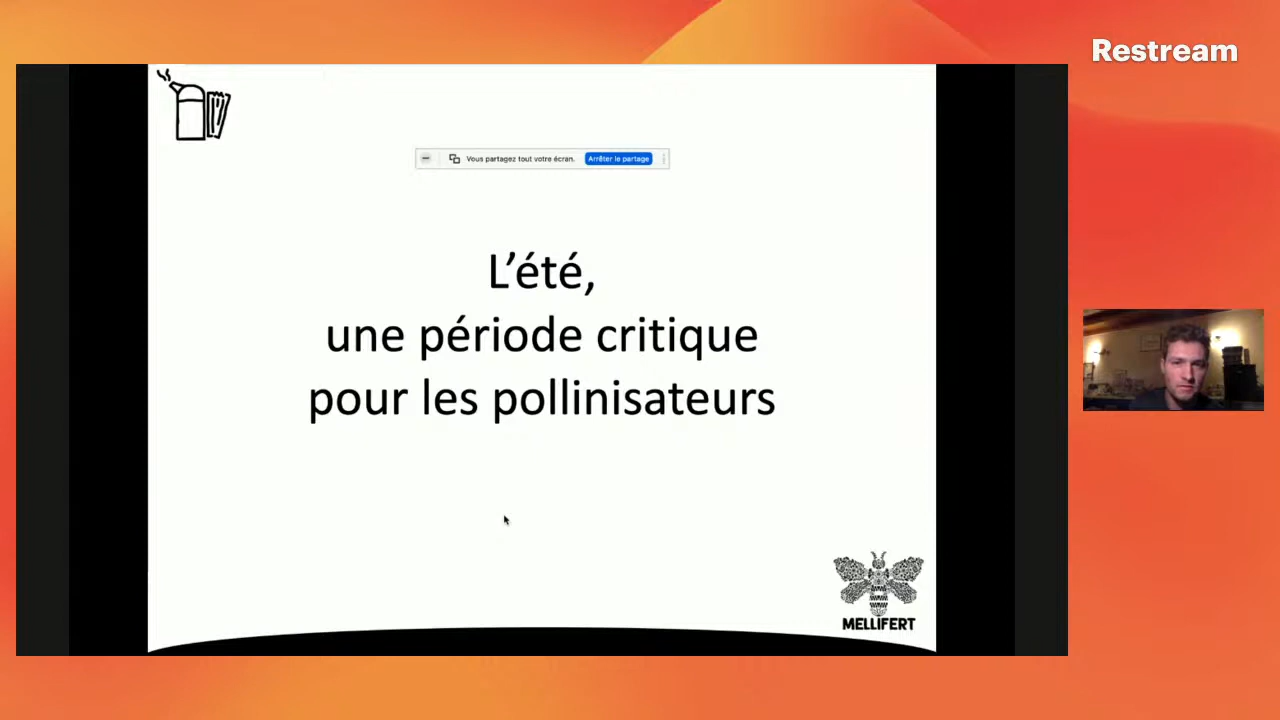 Restream
Vous partagez tout votre écran. Arrêter le partage
L'été,
une période critique
pour les pollinisateurs
MELLIFERT